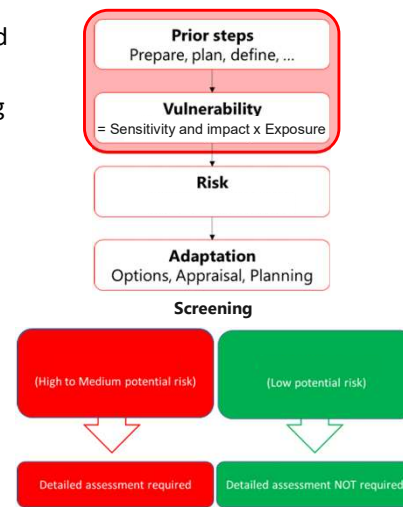 d
Prior steps
Prepare, plan, define, ...
g
Vulnerability
= Sensitivity and impact x Exposure
Risk
Adaptation
Options, Appraisal, Planning
Screening
(High to Medium potential risk)
(Low potential risk)
Detailed assessment required
Detailed assessment NOT required